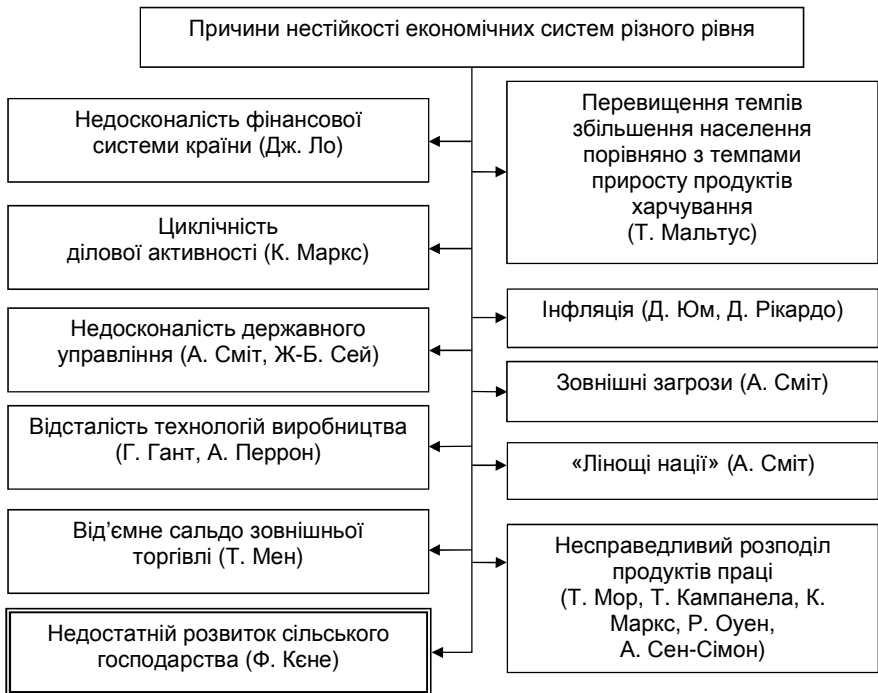 Причини нестійкості економічних систем різного рівня
Недосконалість фінансової
системи країни (Дж. Ло)
Циклічність
ділової активності (К. Маркс)
Недосконалість державного
управління (А. Сміт, Ж-Б. Сей)
Відсталість технологій виробництва
(Г. Гант, А. Перрон)
Від’ємне сальдо зовнішньої
торгівлі (Т. Мен)
Недостатній розвиток сільського
господарства (Ф. Кєне)
Перевищення темпів
збільшення населення
порівняно з темпами
приросту продуктів
харчування
(Т. Мальтус)
Інфляція (Д. Юм, Д. Рікардо)
Зовнішні загрози (А. Сміт)
«Лінощі нації» (А. Сміт)
Несправедливий розподіл
продуктів праці
(Т. Мор, Т. Кампанела, К.
Маркс, Р. Оуен,
А. Сен-Сімон)